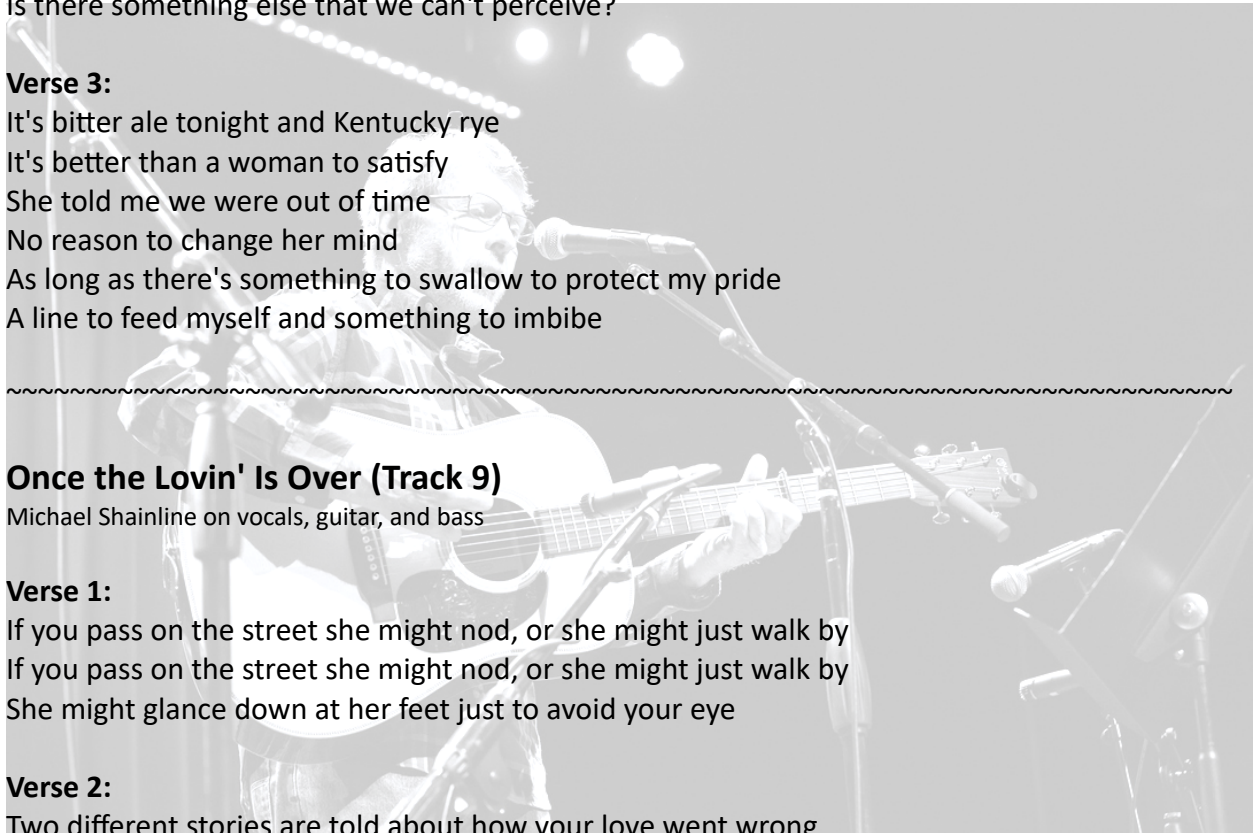 Is there something else that we can't perceive?
Verse 3:
It's bitter ale tonight and Kentucky rye
It's better than a woman to satisfy
She told me we were out of time
No reason to change her mind
As long as there's something to swallow to protect my pride
A line to feed myself and something to imbibe
~~~~~~~~~~~~~~~~~~~~~~~~~~~~~~~~~~~~~~~~~~~~~~~~~~~~~~~~~~~~~~~~~~~~~~~~~~~~~
Once the Lovin' Is Over (Track 9)
Michael Shainline on vocals, guitar, and bass
Verse 1:
If you pass on the street she might nod, or she might just walk by
If you pass on the street she might nod, or she might just walk by
She might glance down at her feet just to avoid your eye
Verse 2:
Two different stories are told about how your love went wrong